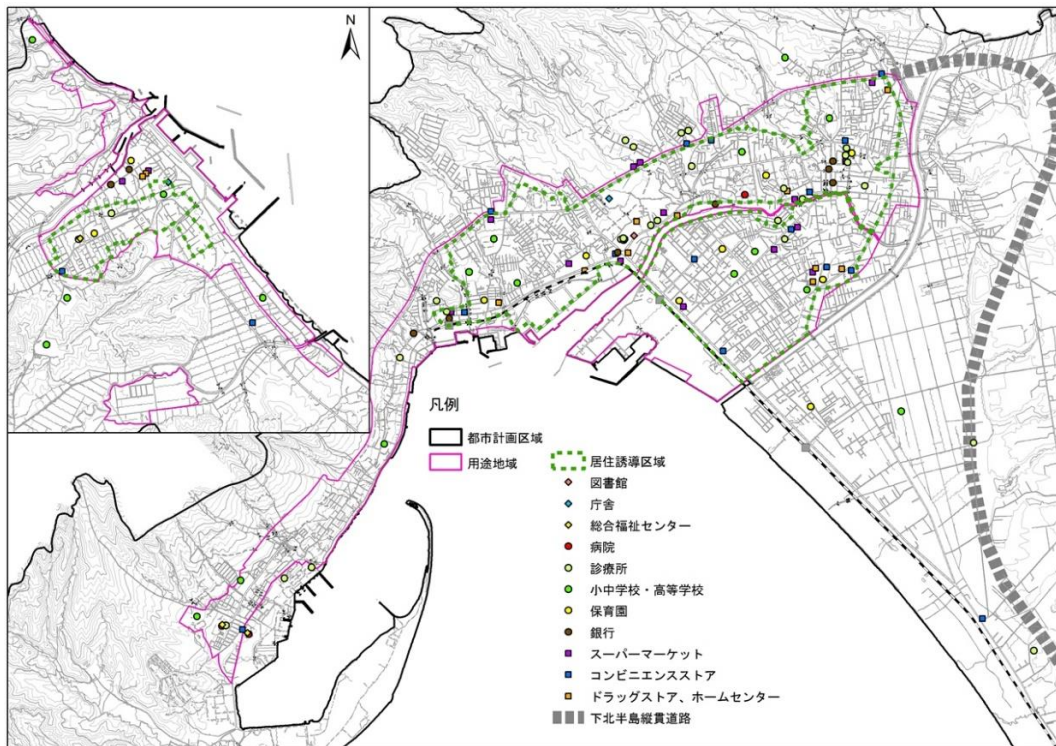 N
凡例
都市計画区域
用途地域
居住誘導区域
図書館
庁舎
総合福祉センター
病院
診療所
小中学校・高等学校
保育園
銀行
スーパーマーケット
コンビニエンスストア
ドラッグストア、ホームセンター
下北半島縦貫道路